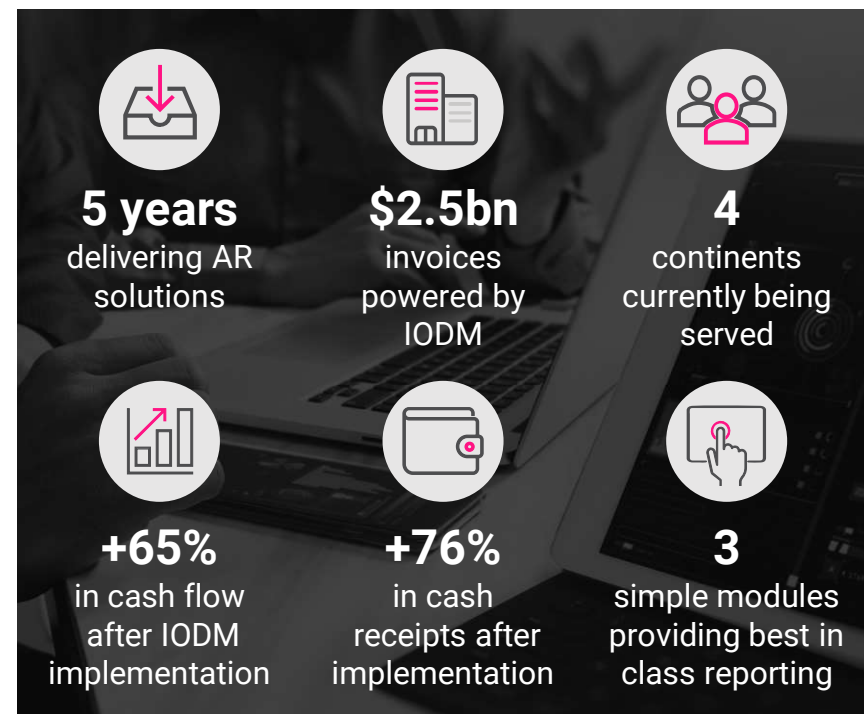 5 years
delivering AR
solutions
$2.5bn
invoices
powered by
IODM
4
continents
currently being
served
+65%
in cash flow
after IODM
implementation
+76%
in cash
receipts after
implementation
3
simple modules
providing best in
class reporting